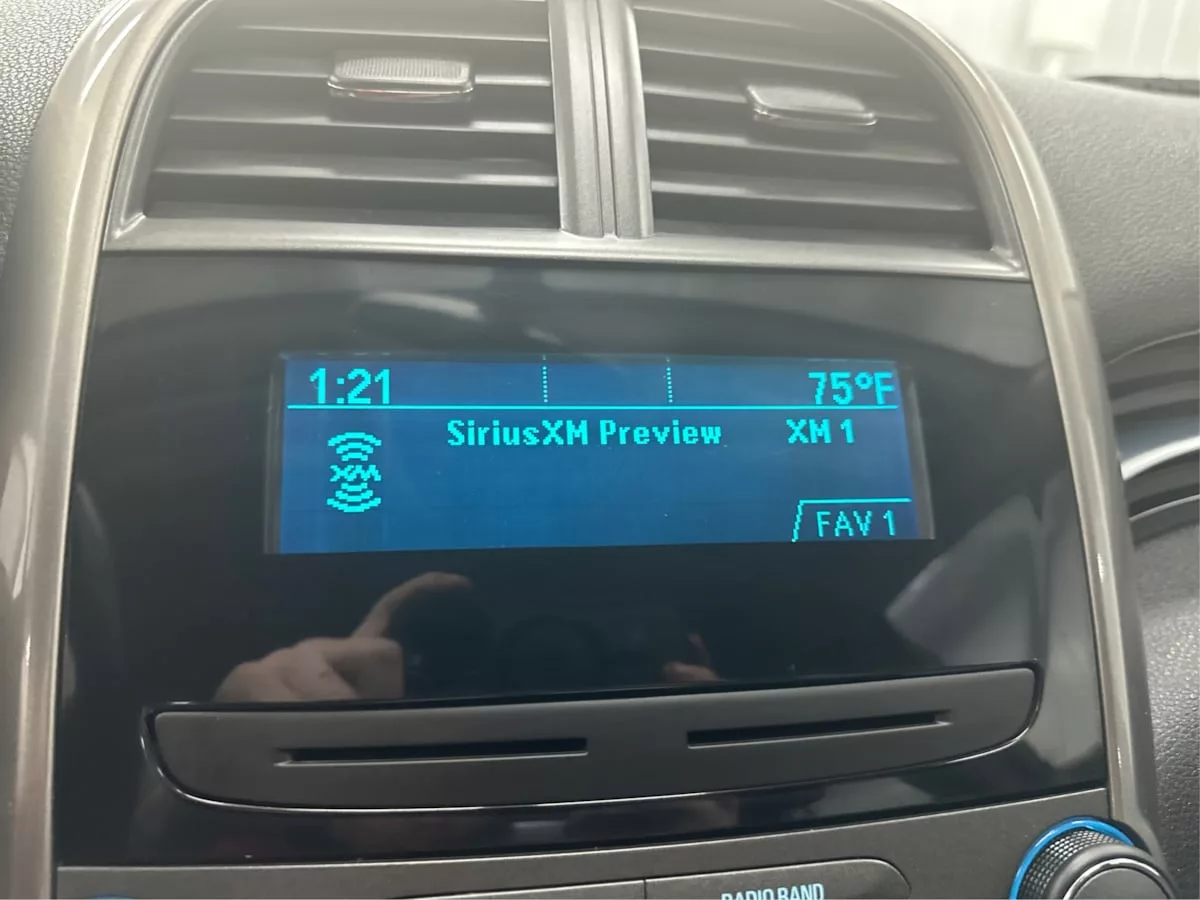 1:21 75°F
SiriusXM Preview XM 1
XM
FAV 1
RADIO BAND